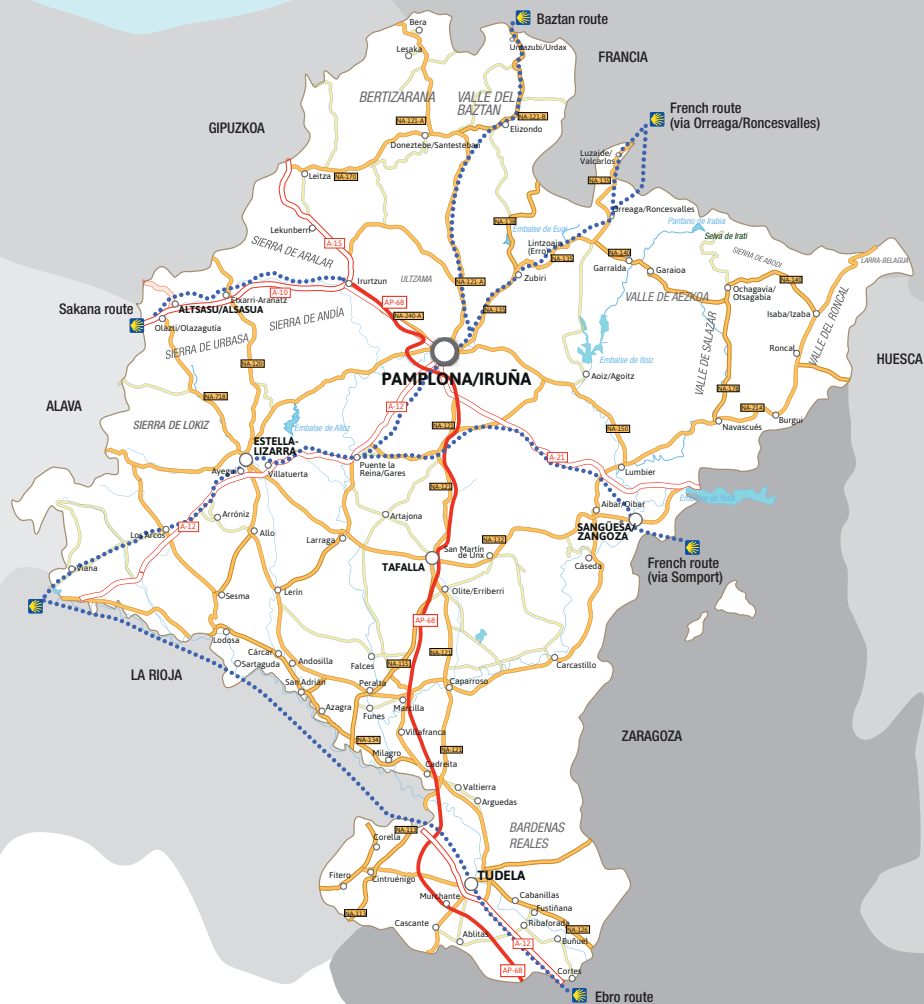 Baztan route
Bera
Urdazubi/Urdax
Lesaka
FRANCIA
BERTIZARANA
VALLE DEL
BAZTAN
French route
(via Orreaga/Roncesvalles)
NA-121-A
NA-121-B
GIPUZKOA
Elizondo
Doneztebe/Santesteban
Luzaide/
Valcarlos
Leitza
NA-170
NA-135
Orreaga/Roncesvalles
NA-138
Pantano de Irabia
Lekunberri
Embalse de Eugi
Selva de Irati
SIERRA DE ARALAR
A-15
Lintzoain
(Erro)
NA-135
NA-140
SIERRA DE ABODI
LARRA-BELAGUA
Garralda
Garaioa
Zubiri
ULTZAMA
NA-121-A
NA-140
Irurtzun
A-10
Etxarri-Aranatz
ALTSASU/ALSASUA
AP-68
VALLE DE AEZKOA
Ochagavía/
Otsagabia
Sakana route
Olazti/Olazagutía
NA-240-A
NA-135
Isaba/Izaba
SIERRA DE ANDÍA
SIERRA DE URBASA
VALLE DE SALAZAR
VALLE DEL RONCAL
Roncal
Embalse de Itoiz
HUESCA
NA-120
PAMPLONA/IRUÑA
Aoiz/Agoitz
NA-718
NA-178
ALAVA
A-12
NA-214
SIERRA DE LOKIZ
Embalse de Alloz
NA-121
NA-150
Navascués
Burgui
ESTELLA-
LIZARRA
A-21
Ayegui
Villatuerta
Puente la
Reina/Gares
Lumbier
NA-121
Arróniz
Artajona
Aibar/Oibar
A-12
Los Arcos
Allo
SANGÜESA/
ZANGOZA
Larraga
San Martín
de Unx
NA-132
French route
(via Somport)
Viana
TAFALLA
Cáseda
Sesma
Lerín
Olite/Erriberri
AP-68
Lodosa
Cárcar
NA-121
Sartaguda
Andosilla
Falces
NA-115
Carcastillo
LA RIOJA
San Adrián
Peralta
Caparroso
Azagra
Funes
Marcilla
ZARAGOZA
Villafranca
NA-134
NA-121
Milagro
Cadreita
Valtierra
Arguedas
NA-113
BARDENAS
REALES
Corella
Fitero
Cintruénigo
TUDELA
Murchante
Cabanillas
Fustiñana
NA-113
Cascante
Ribaforada
NA-126
Ablitas
A-12
Buñuel
AP-68
Cortes
Ebro route